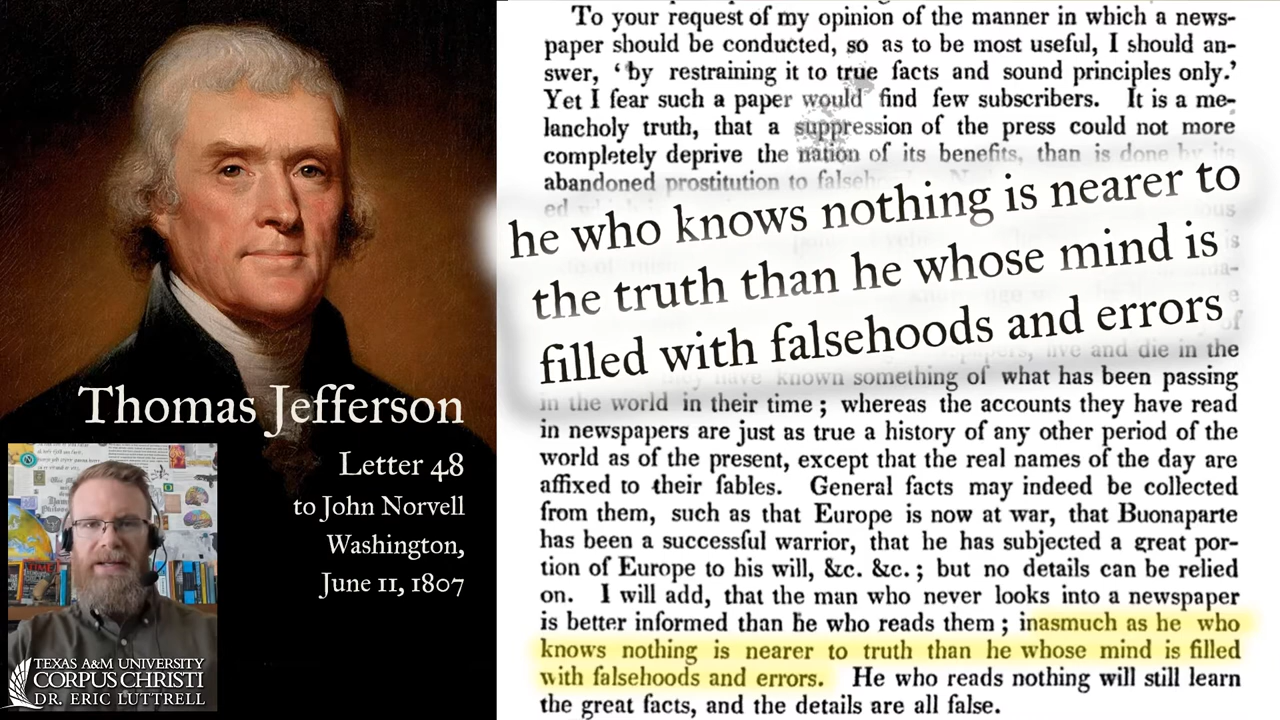 Thomas Jefferson
Letter 48
to John Norvell
Washington,
June 11, 1807
TEXAS A&M UNIVERSITY
CORPUS CHRISTI
DR. ERIC LUTTRELL
TIME
To your request of my opinion of the manner in which a news-
paper should be conducted, so as to be most useful, I should an-
swer, ‘by restraining it to true facts and sound principles only.’
Yet I fear such a paper would find few subscribers. It is a me-
lancholy truth, that a suppression of the press could not more
completely deprive the nation of its benefits, than is done by its
abandoned prostitution to falseh
ed
he who knows nothing is nearer to
the truth than he whose mind is
filled with falsehoods and errors
live and die in the
they have known something of what has been passing
in the world in their time; whereas the accounts they have read
in newspapers are just as true a history of any other period of the
world as of the present, except that the real names of the day are
affixed to their fables. General facts may indeed be collected
from them, such as that Europe is now at war, that Buonaparte
has been a successful warrior, that he has subjected a great por-
tion of Europe to his will, &c. &c.; but no details can be relied
on. I will add, that the man who never looks into a newspaper
is better informed than he who reads them; inasmuch as he who
knows nothing is nearer to truth than he whose mind is filled
with falsehoods and errors. He who reads nothing will still learn
the great facts, and the details are all false.